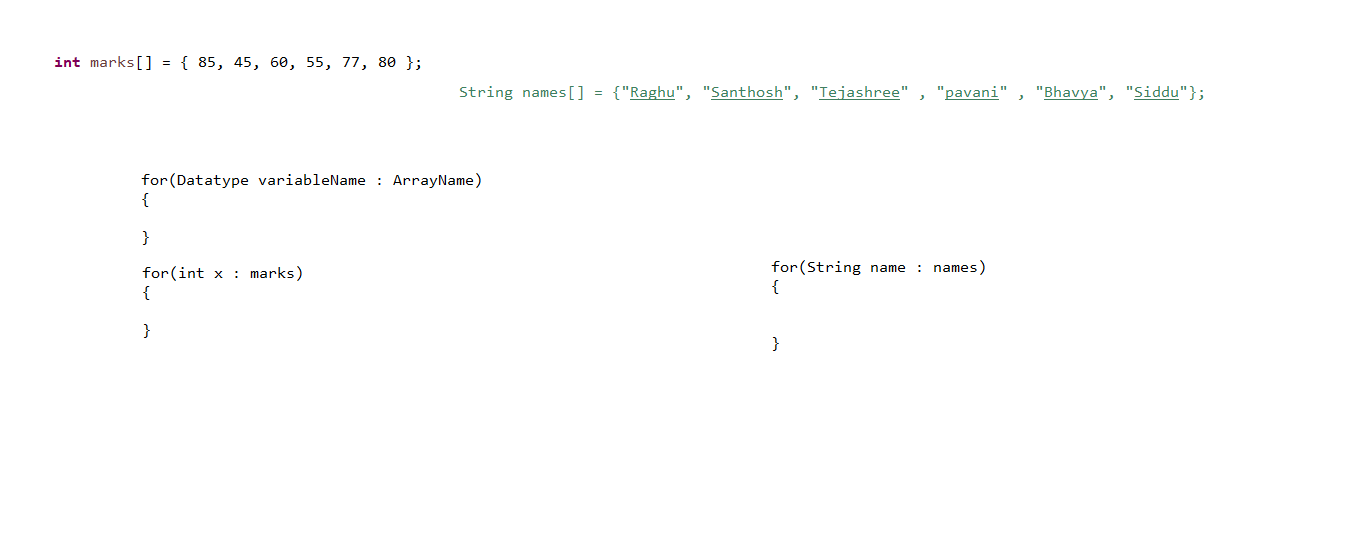 int marks[] = { 85, 45, 60, 55, 77, 80 };
String names[] = {"Raghu", "Santhosh", "Tejashree" , "pavani" , "Bhavya", "Siddu"};
for(Datatype variableName : ArrayName)
{
}
for(int x : marks)
{
}
for(String name : names)
{
}